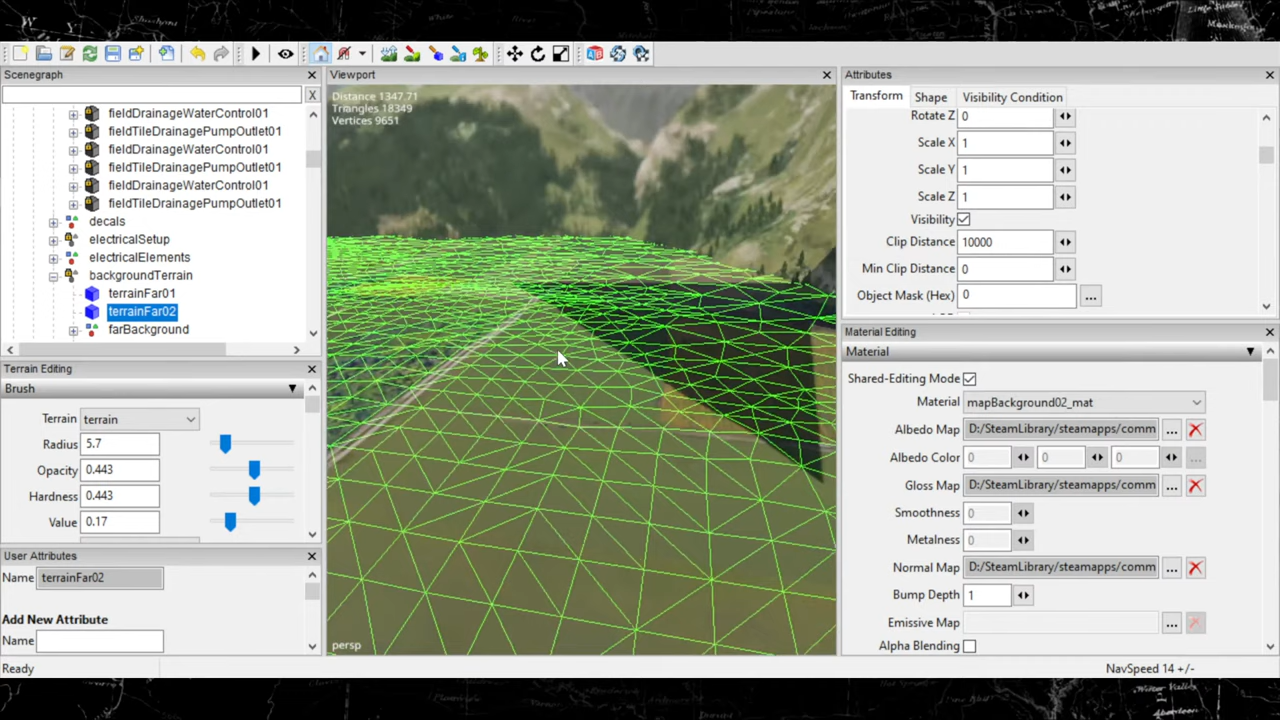 Scenegraph
X
fieldDrainageWaterControl01
fieldTileDrainagePumpOutlet01
fieldDrainageWaterControl01
fieldTileDrainagePumpOutlet01
fieldDrainageWaterControl01
fieldTileDrainagePumpOutlet01
decals
electricalSetup
electricalElements
backgroundTerrain
terrainFar01
terrainFar02
farBackground
Terrain Editing
Brush
Terrain terrain
Radius 5.7
Opacity 0.443
Hardness 0.443
Value 0.17
User Attributes
Name terrainFar02
Add New Attribute
Name
Ready
Viewport
Distance 1347.71
Triangles 18349
Vertices 9651
persp
Attributes
Transform Shape Visibility Condition
Rotate Z 0
Scale X 1
Scale Y 1
Scale Z 1
Visibility
Clip Distance 10000
Min Clip Distance 0
Object Mask (Hex) 0 ...
Material Editing
Material
Shared-Editing Mode
Material mapBackground02_mat
Albedo Map D:/SteamLibrary/steamapps/comm ...
Albedo Color 0 0 0 ...
Gloss Map D:/SteamLibrary/steamapps/comm ...
Smoothness 0
Metalness 0
Normal Map D:/SteamLibrary/steamapps/comm ...
Bump Depth 1
Emissive Map ...
Alpha Blending
NavSpeed 14 +/-